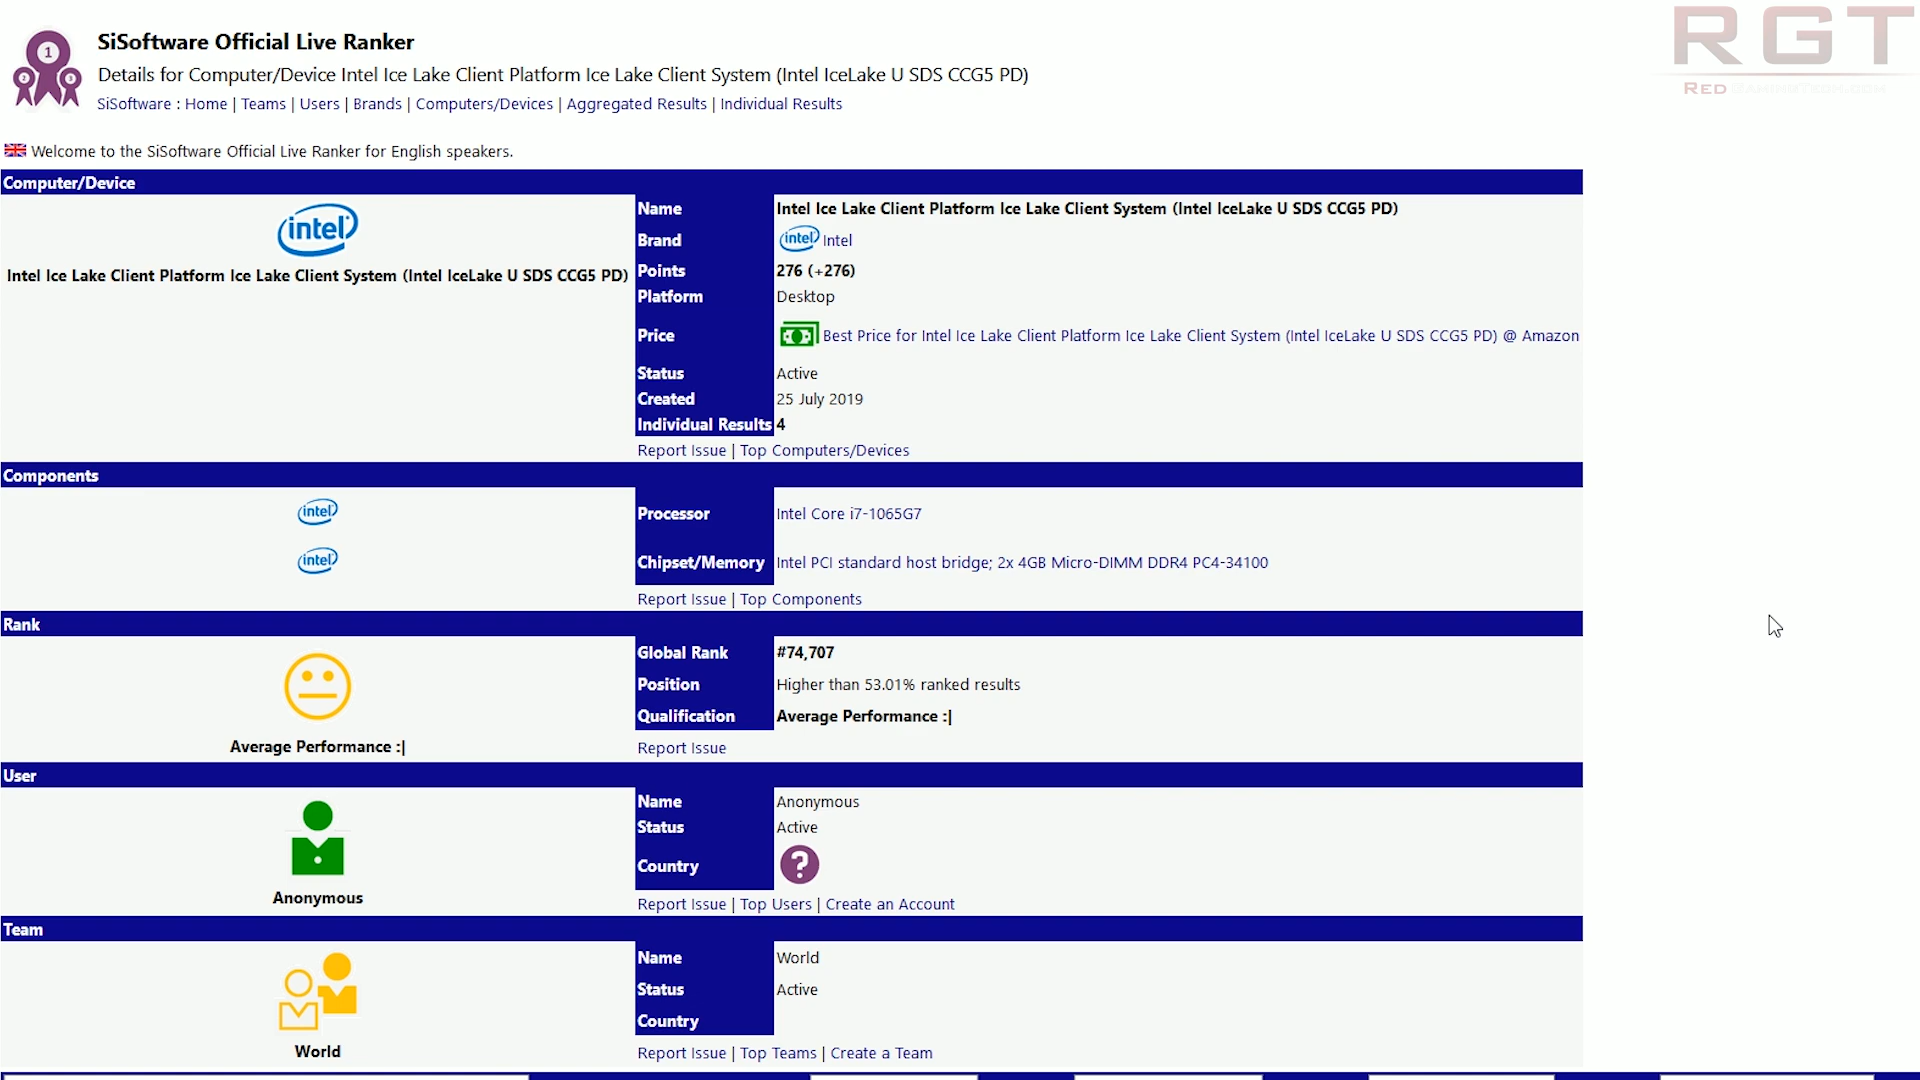 1
2
3
SiSoftware Official Live Ranker
Details for Computer/Device Intel Ice Lake Client Platform Ice Lake Client System (Intel IceLake U SDS CCG5 PD)
SiSoftware : Home | Teams | Users | Brands | Computers/Devices | Aggregated Results | Individual Results
RGT
RED GAMINGTECH.COM
Welcome to the SiSoftware Official Live Ranker for English speakers.
Computer/Device
intel
Intel Ice Lake Client Platform Ice Lake Client System (Intel IceLake U SDS CCG5 PD)
Name Intel Ice Lake Client Platform Ice Lake Client System (Intel IceLake U SDS CCG5 PD)
Brand intel Intel
Points 276 (+276)
Platform Desktop
Price Best Price for Intel Ice Lake Client Platform Ice Lake Client System (Intel IceLake U SDS CCG5 PD) @ Amazon
Status Active
Created 25 July 2019
Individual Results 4
Report Issue | Top Computers/Devices
Components
intel Processor Intel Core i7-1065G7
intel Chipset/Memory Intel PCI standard host bridge; 2x 4GB Micro-DIMM DDR4 PC4-34100
Report Issue | Top Components
Rank
Average Performance :|
Global Rank #74,707
Position Higher than 53.01% ranked results
Qualification Average Performance :|
Report Issue
User
Anonymous
Name Anonymous
Status Active
Country ?
Report Issue | Top Users | Create an Account
Team
World
Name World
Status Active
Country
Report Issue | Top Teams | Create a Team